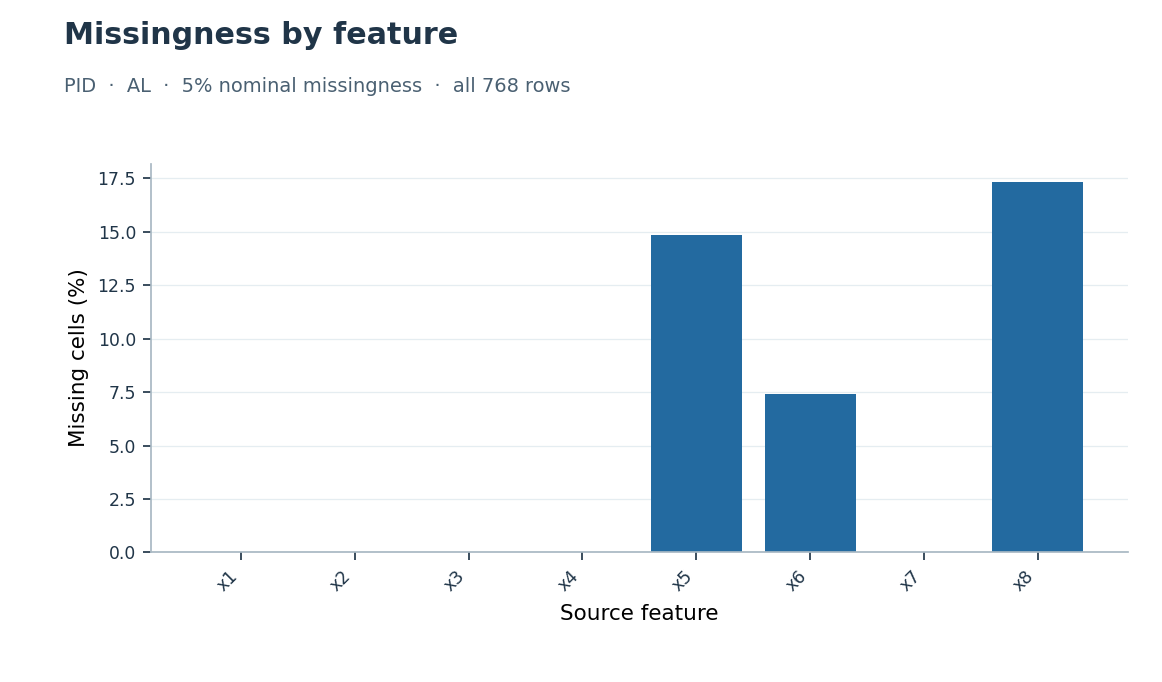 Missingness by feature
PID · AL · 5% nominal missingness · all 768 rows
17.5
15.0
12.5
10.0
7.5
5.0
2.5
0.0
Missing cells (%)
x1 x2 x3 x4 x5 x6 x7 x8
Source feature